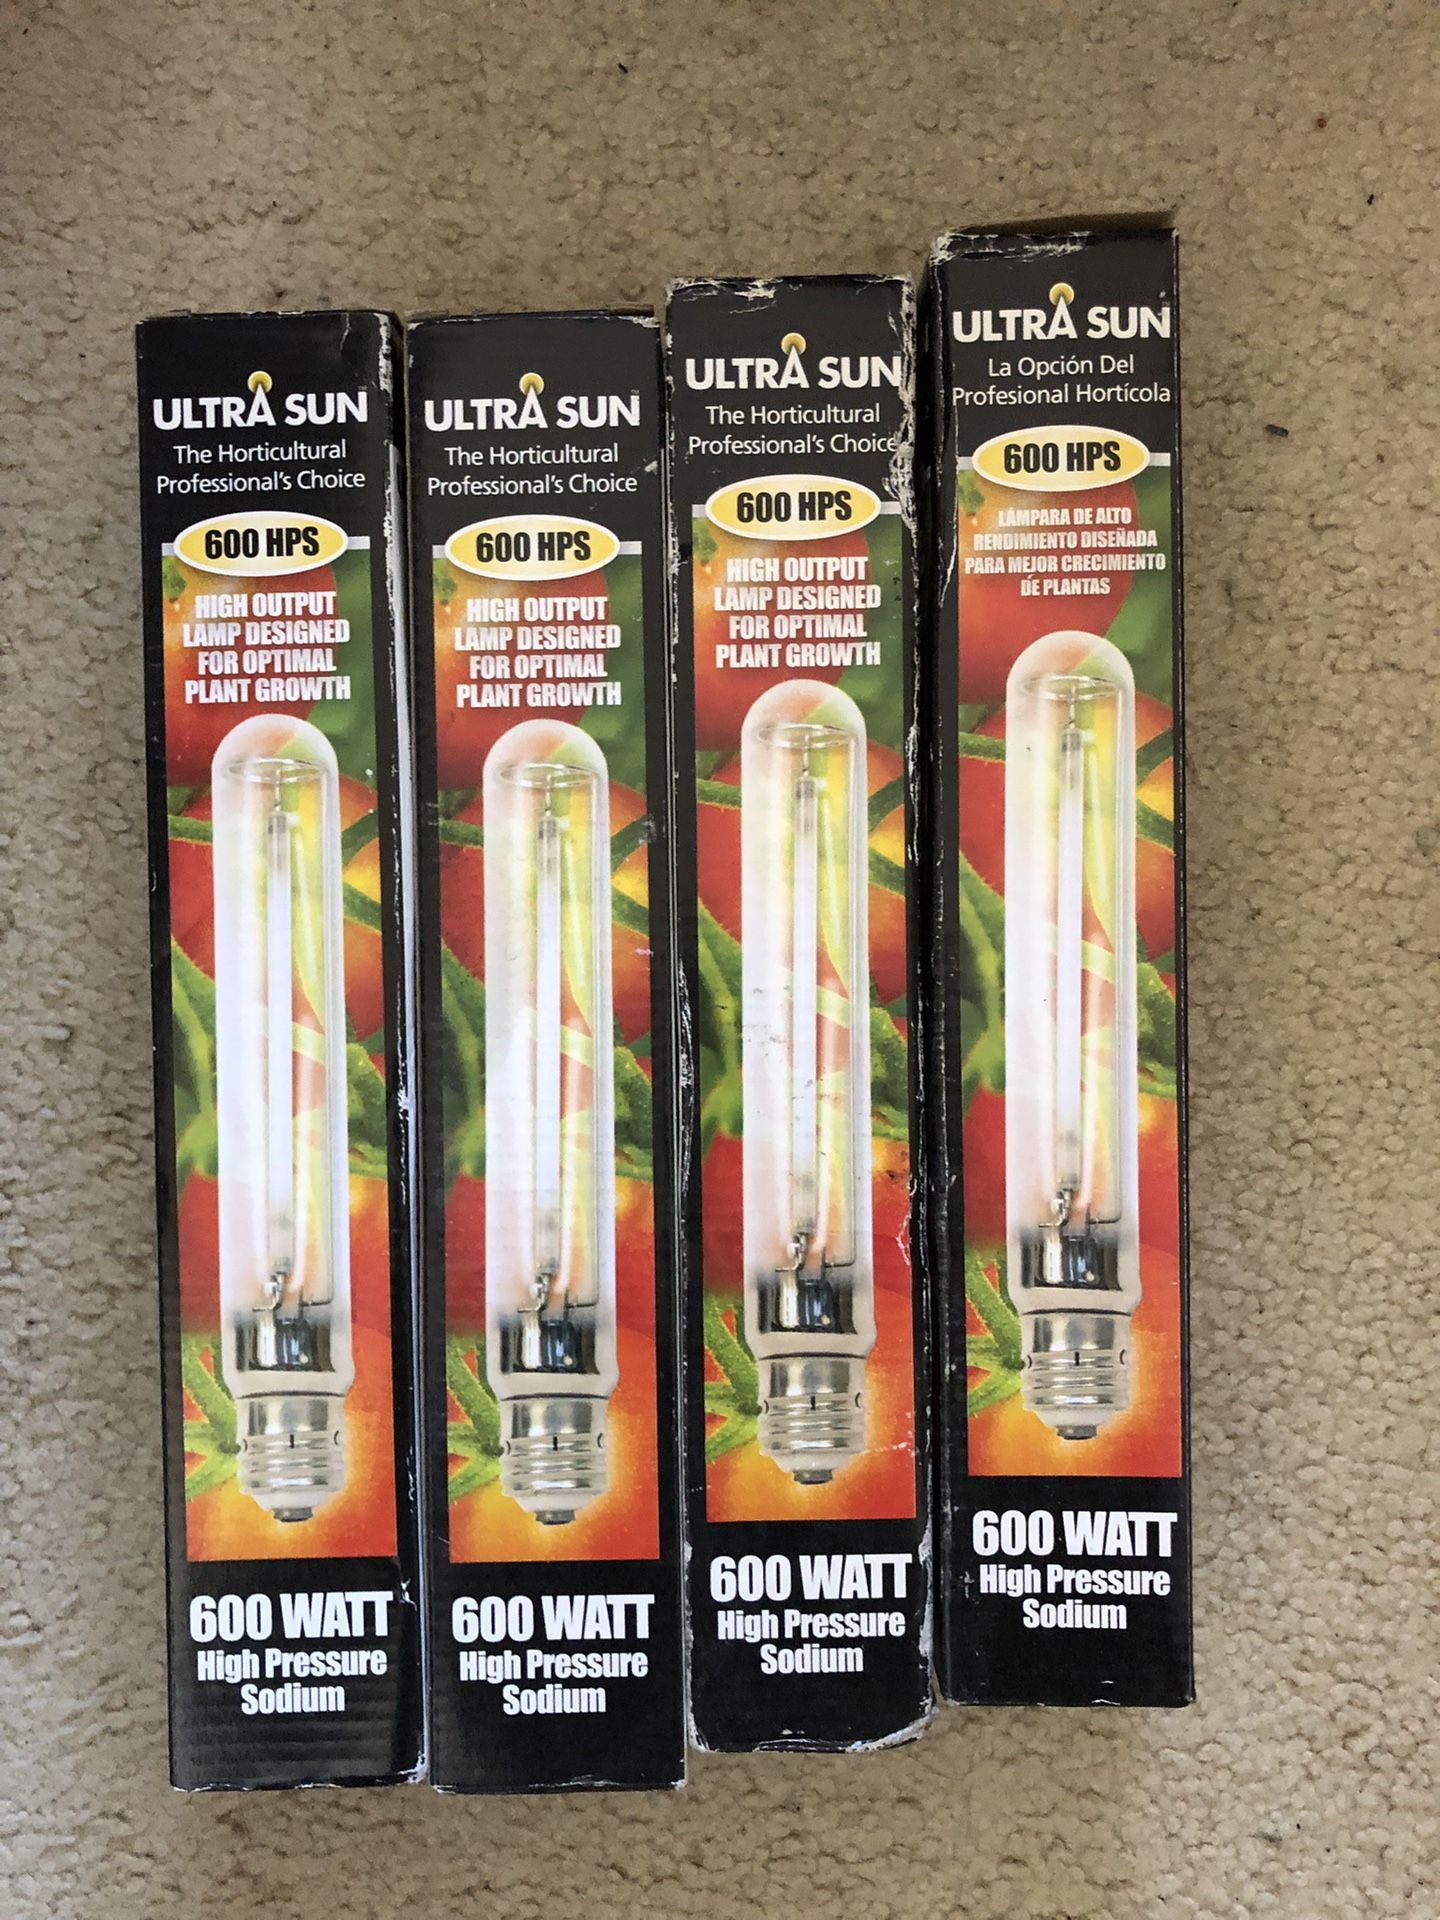 ULTRA SUN™
The Horticultural
Professional's Choice
600 HPS
HIGH OUTPUT
LAMP DESIGNED
FOR OPTIMAL
PLANT GROWTH
600 WATT
High Pressure
Sodium
ULTRA SUN™
The Horticultural
Professional's Choice
600 HPS
HIGH OUTPUT
LAMP DESIGNED
FOR OPTIMAL
PLANT GROWTH
600 WATT
High Pressure
Sodium
ULTRA SUN
The Horticultural
Professional's Choice
600 HPS
HIGH OUTPUT
LAMP DESIGNED
FOR OPTIMAL
PLANT GROWTH
600 WATT
High Pressure
Sodium
ULTRA SUN™
La Opción Del
Profesional Hortícola
600 HPS
LÁMPARA DE ALTO
RENDIMIENTO DISEÑADA
PARA MEJOR CRECIMIENTO
DE PLANTAS
600 WATT
High Pressure
Sodium